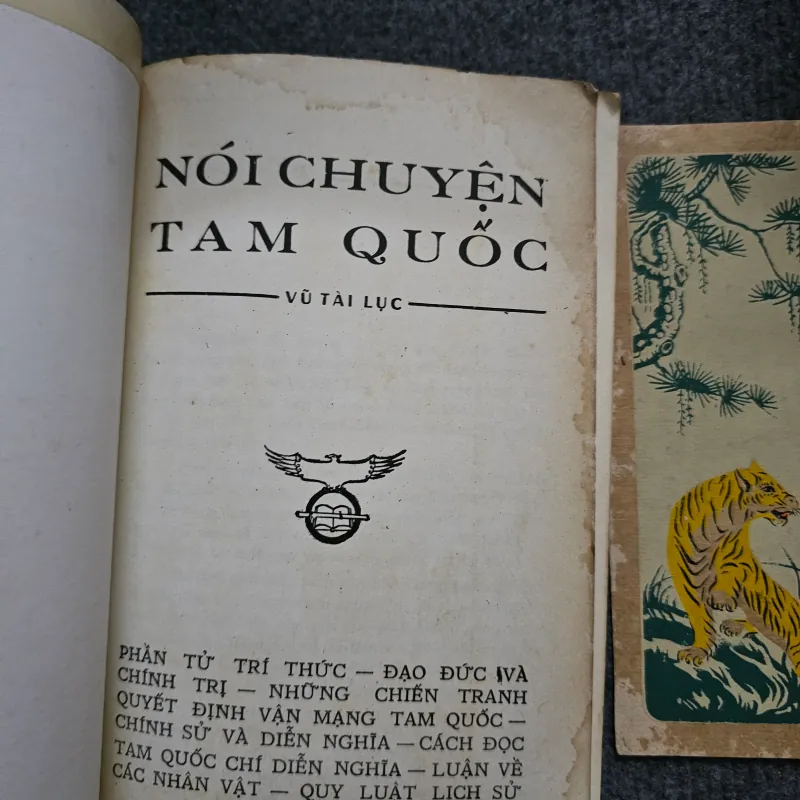 NÓI CHUYỆN
TAM QUỐC
VŨ TÀI LỤC
PHẦN TỬ TRÍ THỨC — ĐẠO ĐỨC VÀ
CHÍNH TRỊ — NHỮNG CHIẾN TRANH
QUYẾT ĐỊNH VẬN MẠNG TAM QUỐC —
CHÍNH SỬ VÀ DIỄN NGHĨA — CÁCH ĐỌC
TAM QUỐC CHÍ DIỄN NGHĨA — LUẬN VỀ
CÁC NHÂN VẬT — QUY LUẬT LỊCH SỬ